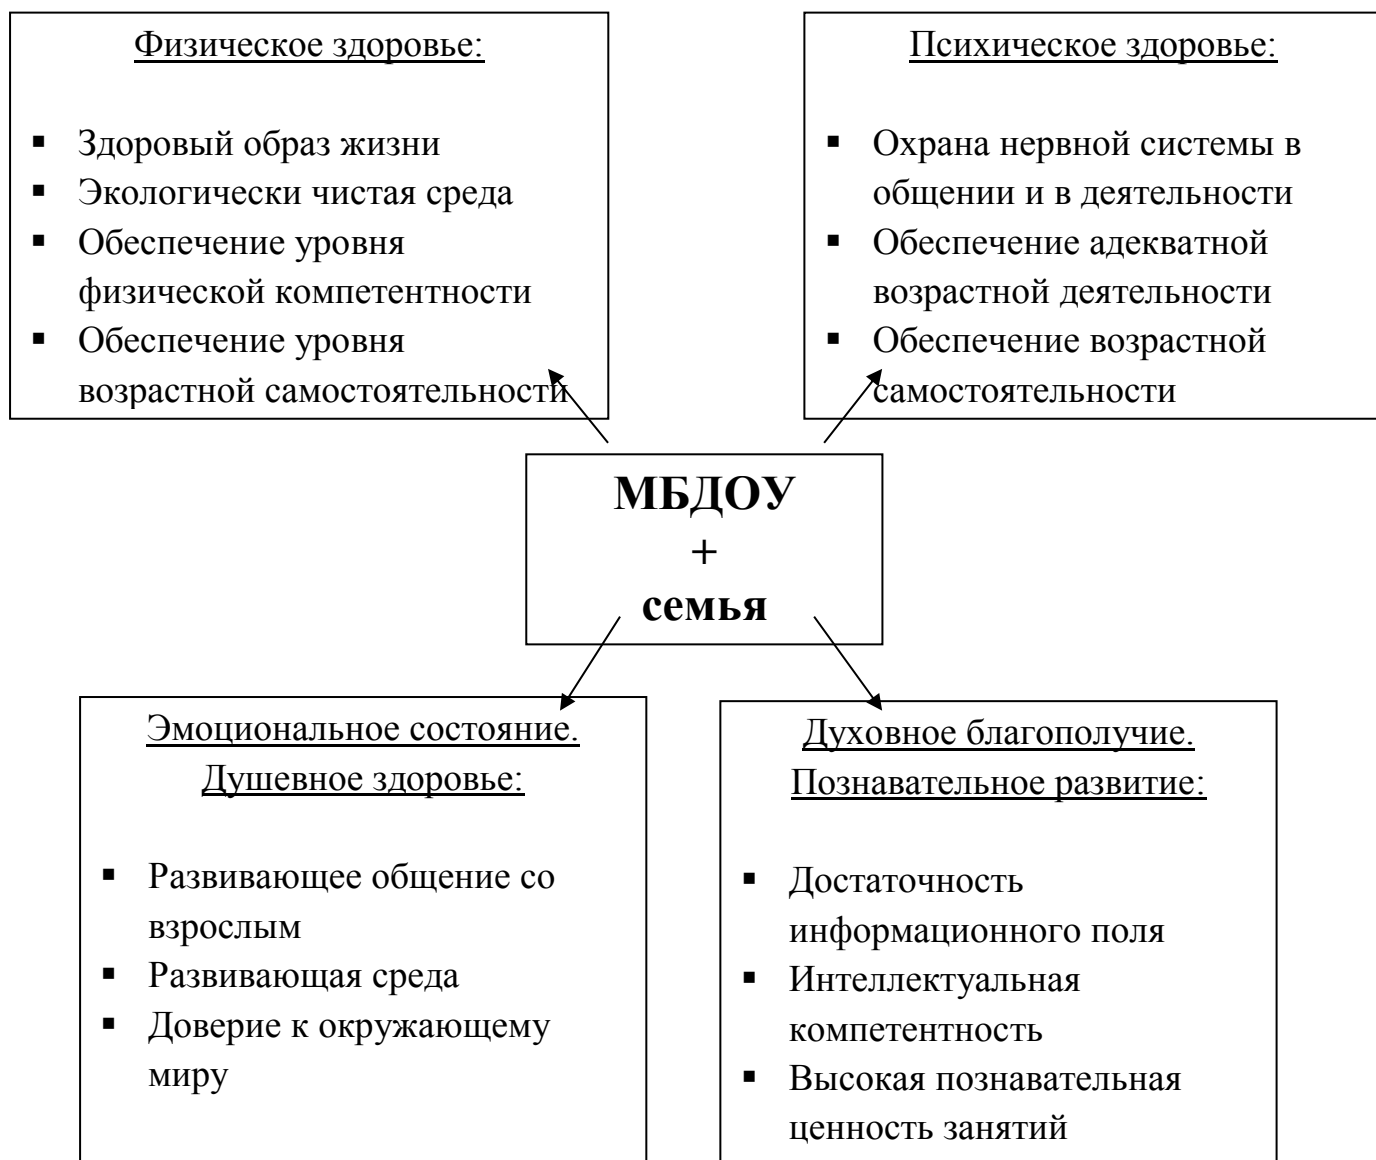 Физическое здоровье:
▪ Здоровый образ жизни
▪ Экологически чистая среда
▪ Обеспечение уровня
физической компетентности
▪ Обеспечение уровня
возрастной самостоятельности
Психическое здоровье:
▪ Охрана нервной системы в
общении и в деятельности
▪ Обеспечение адекватной
возрастной деятельности
▪ Обеспечение возрастной
самостоятельности
МБДОУ
+
семья
Эмоциональное состояние.
Душевное здоровье:
▪ Развивающее общение со
взрослым
▪ Развивающая среда
▪ Доверие к окружающему
миру
Духовное благополучие.
Познавательное развитие:
▪ Достаточность
информационного поля
▪ Интеллектуальная
компетентность
▪ Высокая познавательная
ценность занятий